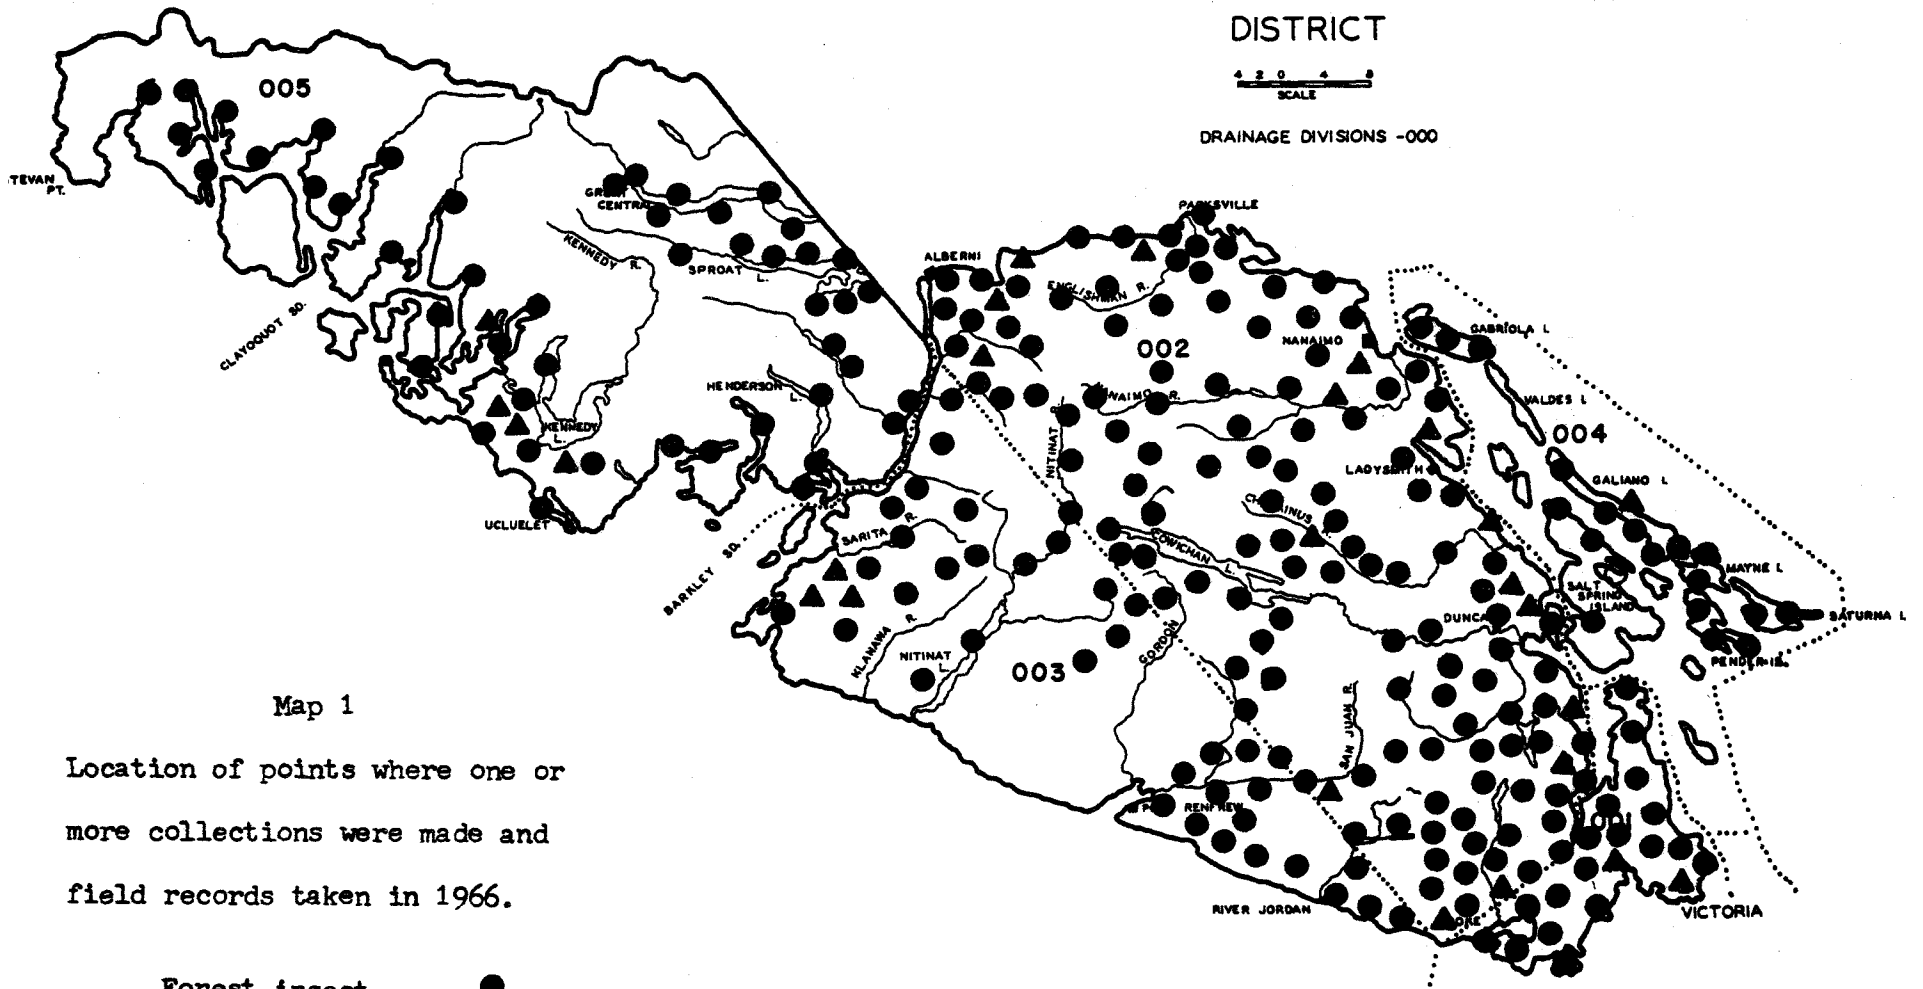 DISTRICT
4 2 0 4 8
SCALE
DRAINAGE DIVISIONS -000
005
TEVAN
PT.
CENTRAL
KENNEDY R.
SPROAT
L.
CLAYOQUOT SD.
ALBERNI
PARKSVILLE
ENGLISHMAN R.
002
NANAIMO
GABRIOLA I.
VALDES I.
004
HENDERSON
L.
NANAIMO R.
NITINAT R.
KENNEDY
L.
LADYSMITH
GALIANO I.
UCLUELET
BARKLEY SD.
SARITA R.
COWICHAN L.
MAYNE I.
SALT
SPRING
ISLAND
SATURNA I.
KLANAWA R.
NITINAT
L.
003
GORDON
PENDER IS.
SAN JUAN R.
RENFREW
001
RIVER JORDAN
VICTORIA
Map 1
Location of points where one or
more collections were made and
field records taken in 1966.
Forest insect